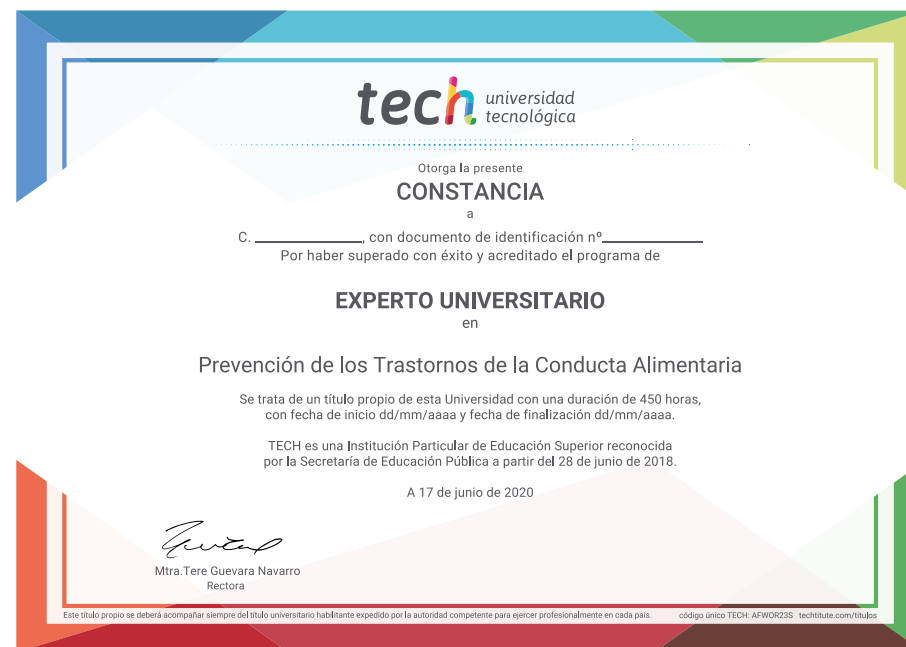 tech universidad
tecnológica
Otorga la presente
CONSTANCIA
a
C. ____________, con documento de identificación nº____________
Por haber superado con éxito y acreditado el programa de
EXPERTO UNIVERSITARIO
en
Prevención de los Trastornos de la Conducta Alimentaria
Se trata de un título propio de esta Universidad con una duración de 450 horas,
con fecha de inicio dd/mm/aaaa y fecha de finalización dd/mm/aaaa.
TECH es una Institución Particular de Educación Superior reconocida
por la Secretaría de Educación Pública a partir del 28 de junio de 2018.
A 17 de junio de 2020
Mtra.Tere Guevara Navarro
Rectora
Este título propio se deberá acompañar siempre del título universitario habilitante expedido por la autoridad competente para ejercer profesionalmente en cada país. código único TECH: AFWOR23S techtitute.com/titulos